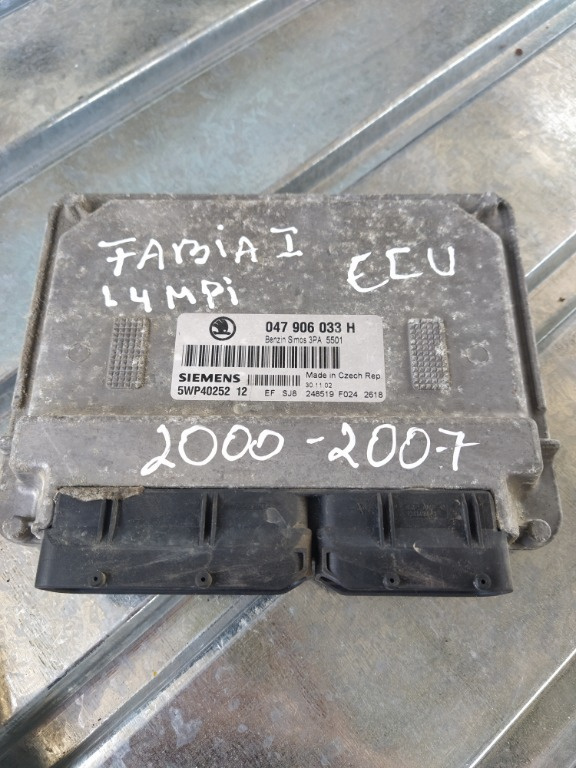 FABIA I
ECU
1.4 MPi
047 906 033 H
Benzin Simos 3PA 5501
SIEMENS
Made in Czech Rep.
30.11.02
5WP40252 12
EF SJ8 248519 F024 2618
2000-2007